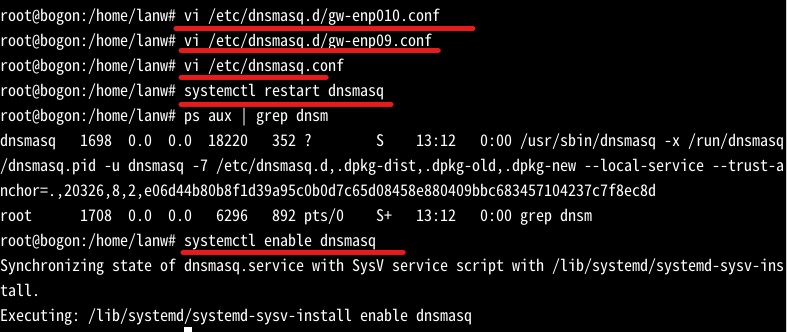 root@bogon:/home/lanw# vi /etc/dnsmasq.d/gw-enp010.conf
root@bogon:/home/lanw# vi /etc/dnsmasq.d/gw-enp09.conf
root@bogon:/home/lanw# vi /etc/dnsmasq.conf
root@bogon:/home/lanw# systemctl restart dnsmasq
root@bogon:/home/lanw# ps aux | grep dnsm
dnsmasq   1698  0.0  0.0  18220   352 ?        S    13:12   0:00 /usr/sbin/dnsmasq -x /run/dnsmasq
/dnsmasq.pid -u dnsmasq -7 /etc/dnsmasq.d,.dpkg-dist,.dpkg-old,.dpkg-new --local-service --trust-a
nchor=.,20326,8,2,e06d44b80b8f1d39a95c0b0d7c65d08458e880409bbc683457104237c7f8ec8d
root      1708  0.0  0.0   6296   892 pts/0    S+   13:12   0:00 grep dnsm
root@bogon:/home/lanw# systemctl enable dnsmasq
Synchronizing state of dnsmasq.service with SysV service script with /lib/systemd/systemd-sysv-ins
tall.
Executing: /lib/systemd/systemd-sysv-install enable dnsmasq